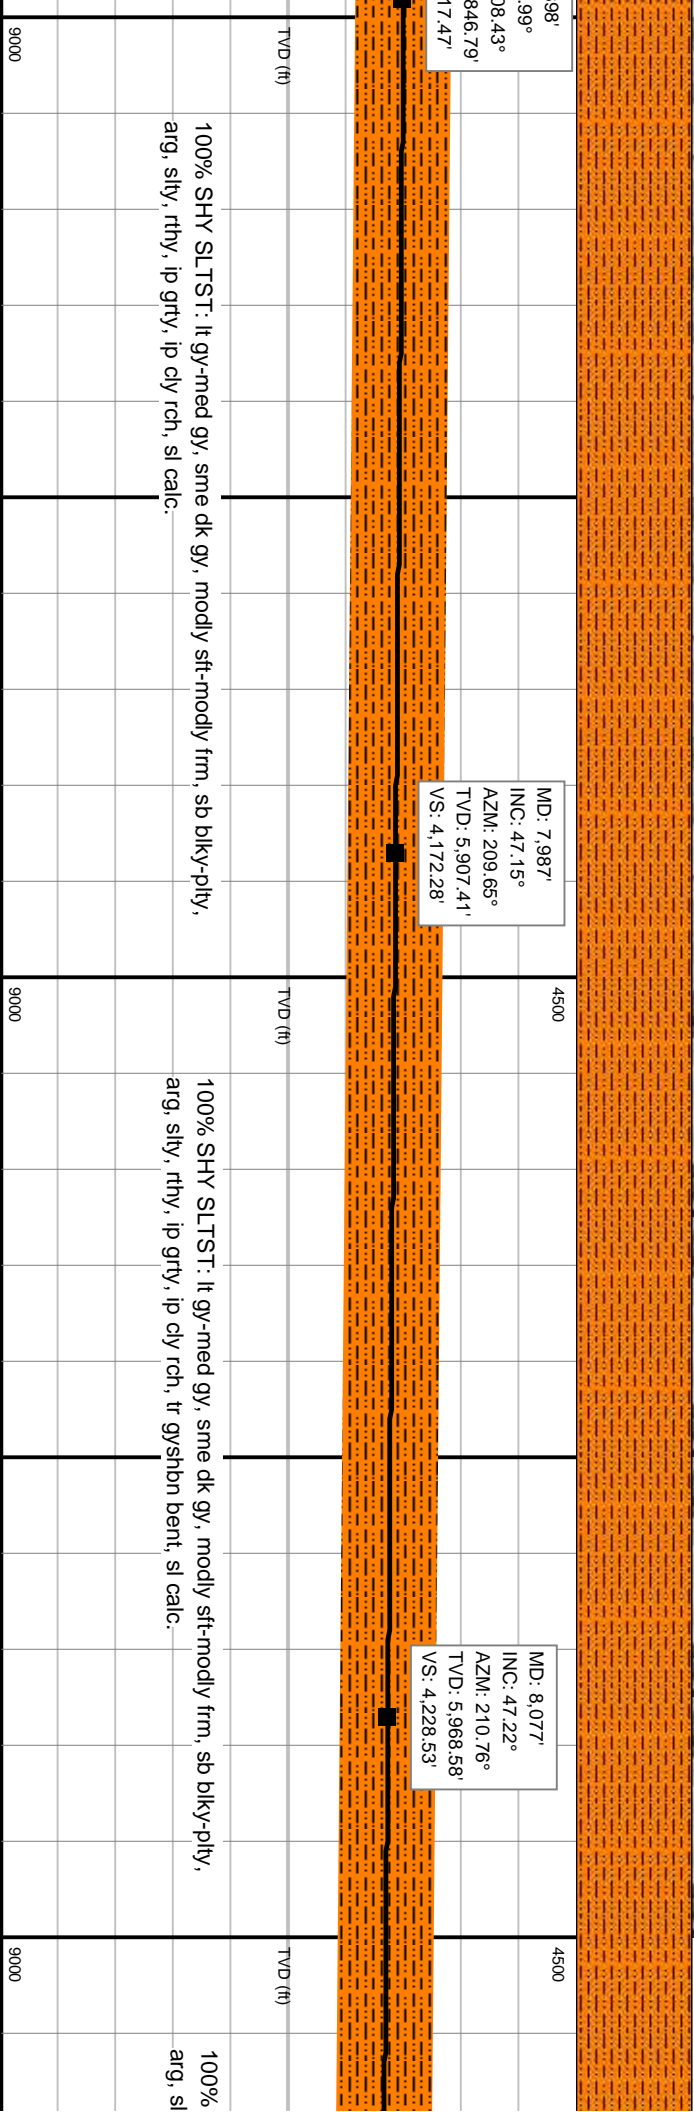 98'
.99°
08.43°
846.79'
17.47'
9000
TVD (ft)
100% SHY SLTST: lt gy-med gy, sme dk gy, modly sft-modly frm, sb blky-plty,
arg, slty, rthy, ip grty, ip cly rch, sl calc.
MD: 7,987'
INC: 47.15°
AZM: 209.65°
TVD: 5,907.41'
VS: 4,172.28'
4500
TVD (ft)
9000
100% SHY SLTST: lt gy-med gy, sme dk gy, modly sft-modly frm, sb blky-plty,
arg, slty, rthy, ip grty, ip cly rch, tr gyshbn bent, sl calc.
MD: 8,077'
INC: 47.22°
AZM: 210.76°
TVD: 5,968.58'
VS: 4,228.53'
4500
TVD (ft)
9000
100%
arg, sl